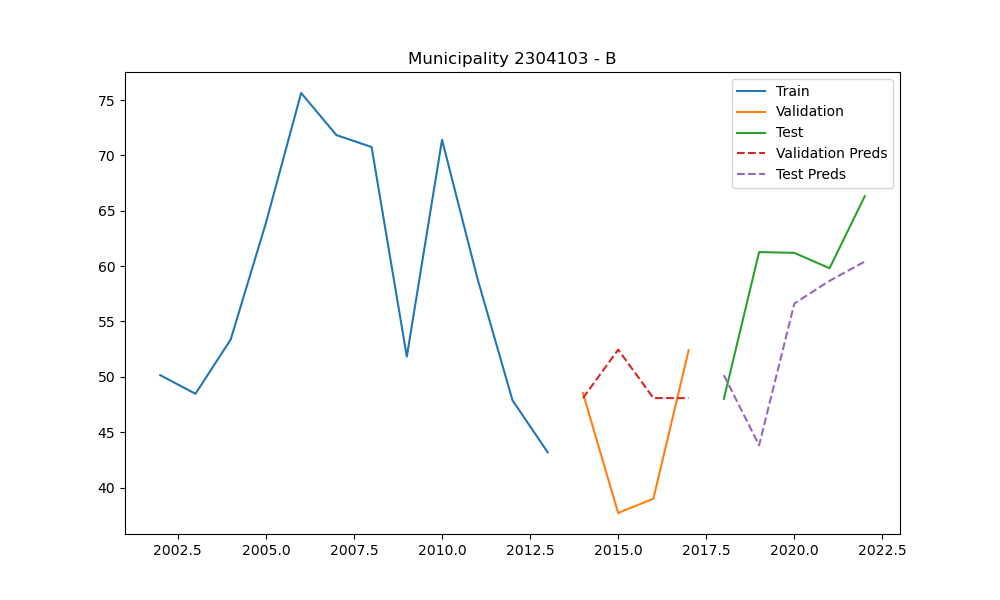 Municipality 2304103 - B
Train
Validation
Test
Validation Preds
Test Preds
75
70
65
60
55
50
45
40
2002.5 2005.0 2007.5 2010.0 2012.5 2015.0 2017.5 2020.0 2022.5